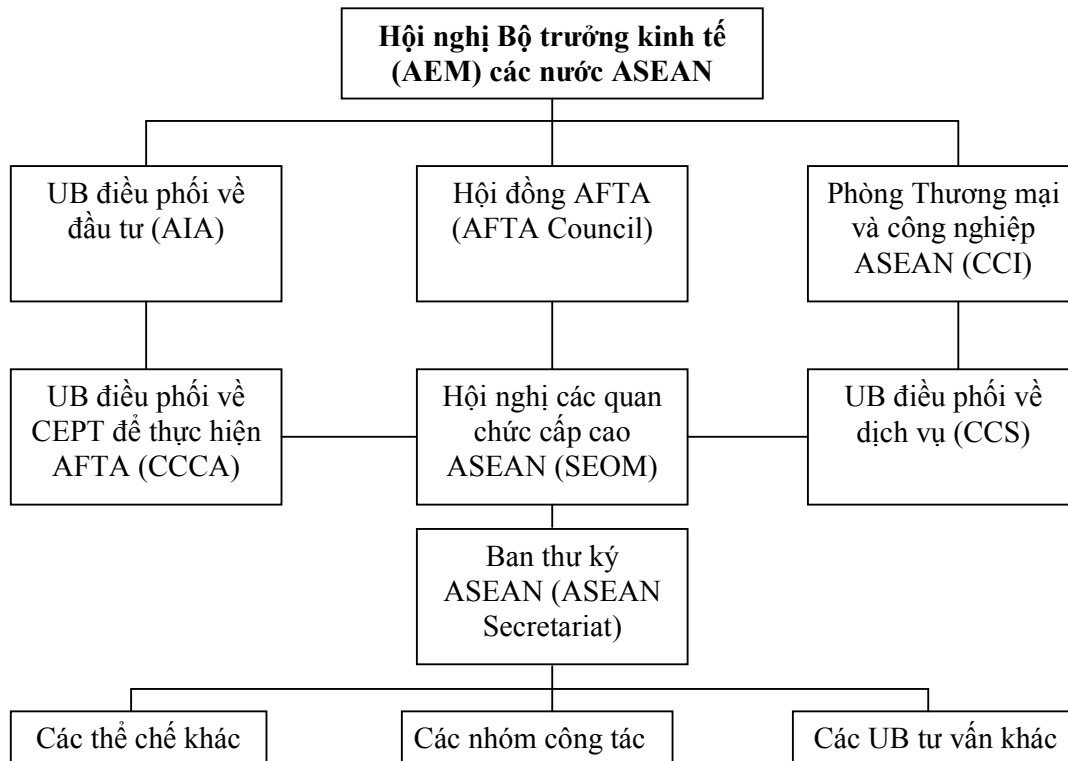 Hội nghị Bộ trưởng kinh tế
(AEM) các nước ASEAN
UB điều phối về
đầu tư (AIA)
Hội đồng AFTA
(AFTA Council)
Phòng Thương mại
và công nghiệp
ASEAN (CCI)
UB điều phối về
CEPT để thực hiện
AFTA (CCCA)
Hội nghị các quan
chức cấp cao
ASEAN (SEOM)
UB điều phối về
dịch vụ (CCS)
Ban thư ký
ASEAN (ASEAN
Secretariat)
Các thể chế khác
Các nhóm công tác
Các UB tư vấn khác